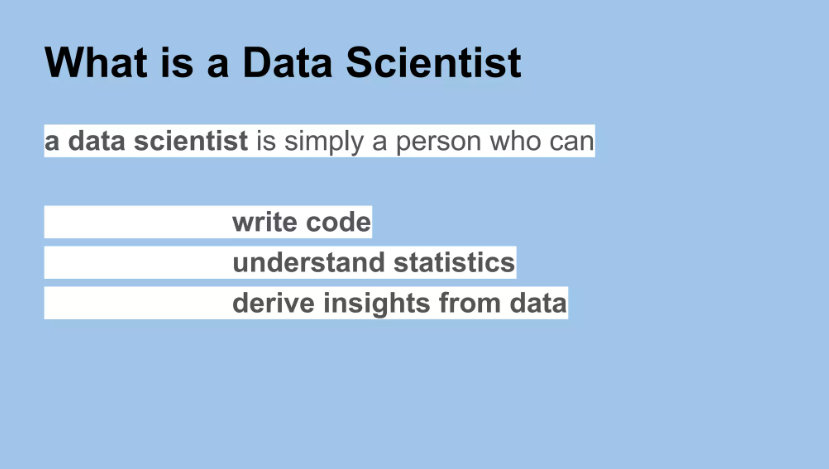 What is a Data Scientist
a data scientist is simply a person who can
write code
understand statistics
derive insights from data